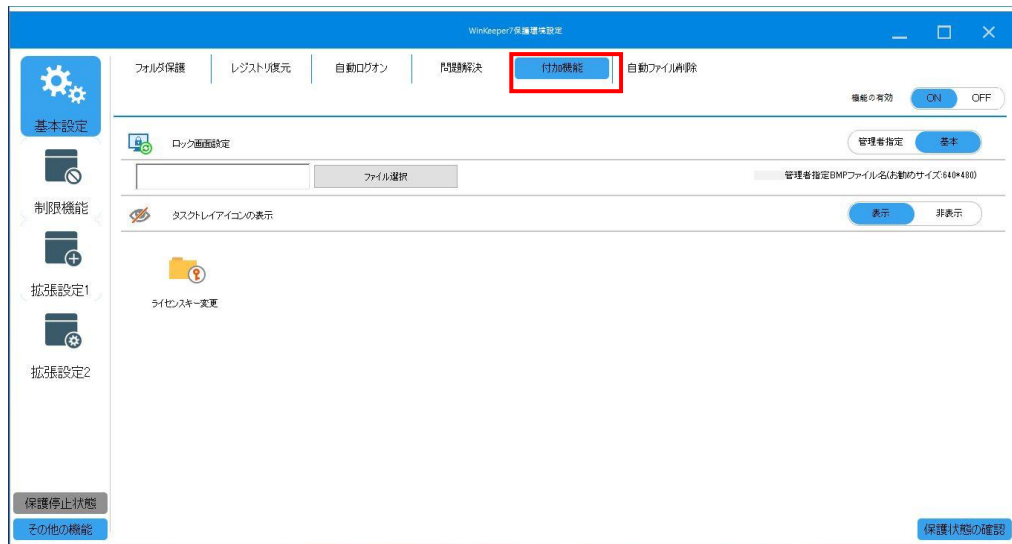 WinKeeper7保護環境設定
フォルダ保護 レジストリ復元 自動ログオン 問題解決 付加機能 自動ファイル削除
機能の有効 ON OFF
基本設定
ロック画面設定 管理者指定 基本
ファイル選択 管理者指定BMPファイル名(お勧めサイズ:640*480)
制限機能
タスクトレイアイコンの表示 表示 非表示
拡張設定1
ライセンスキー変更
拡張設定2
保護停止状態
その他の機能 保護状態の確認